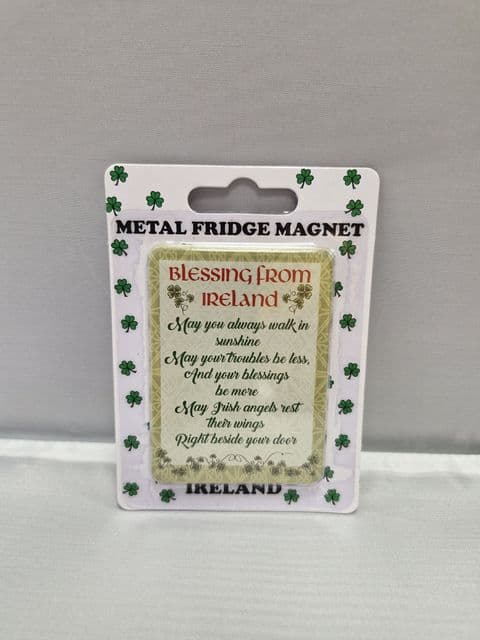 METAL FRIDGE MAGNET
Blessing from
Ireland
May you always walk in
sunshine
May your troubles be less,
And your blessings
be more
May Irish angels rest
their wings
Right beside your door
IRELAND